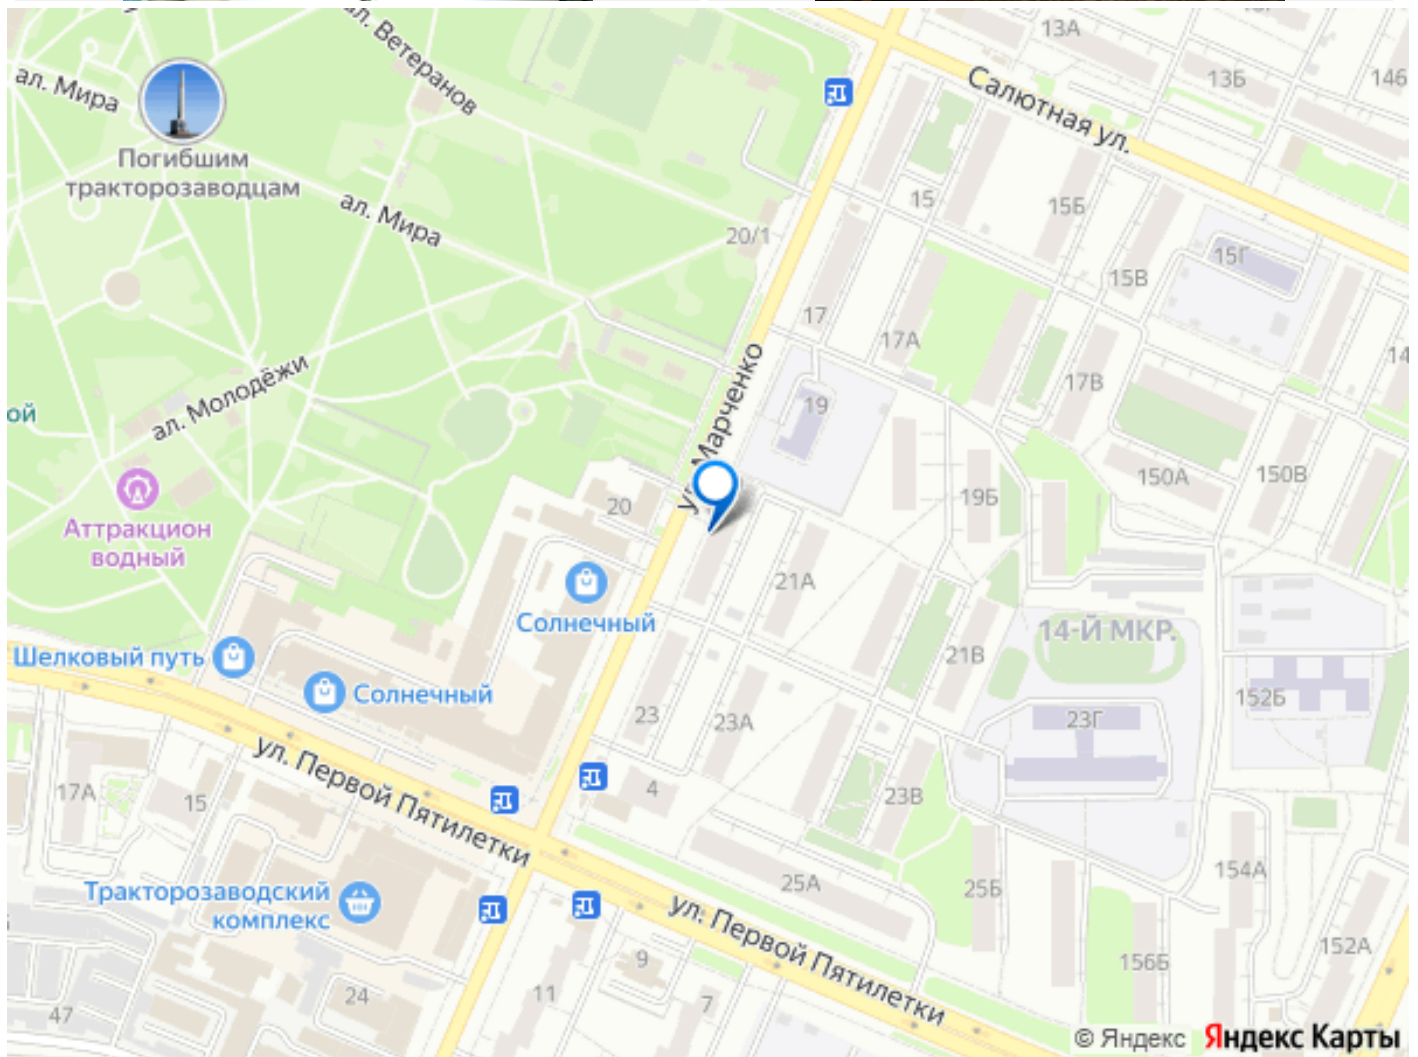 ал. Ветеранов
ал. Мира
13А
Салютная ул.
13Б
146
Погибшим
тракторозаводцам
ал. Мира
15
15Б
20/1
15Г
15В
17
17А
17В
14
ал. Молодёжи
ой
19
ул. Марченко
150А
150В
19Б
20
Аттракцион
водный
21А
Солнечный
14-Й МКР.
21В
Шелковый путь
Солнечный
152Б
23
23А
23Г
ул. Первой Пятилетки
17А
15
4
23В
25А
25Б
154А
Тракторозаводский
комплекс
ул. Первой Пятилетки
9
156Б
152А
24
11
7
47
© Яндекс Яндекс Карты